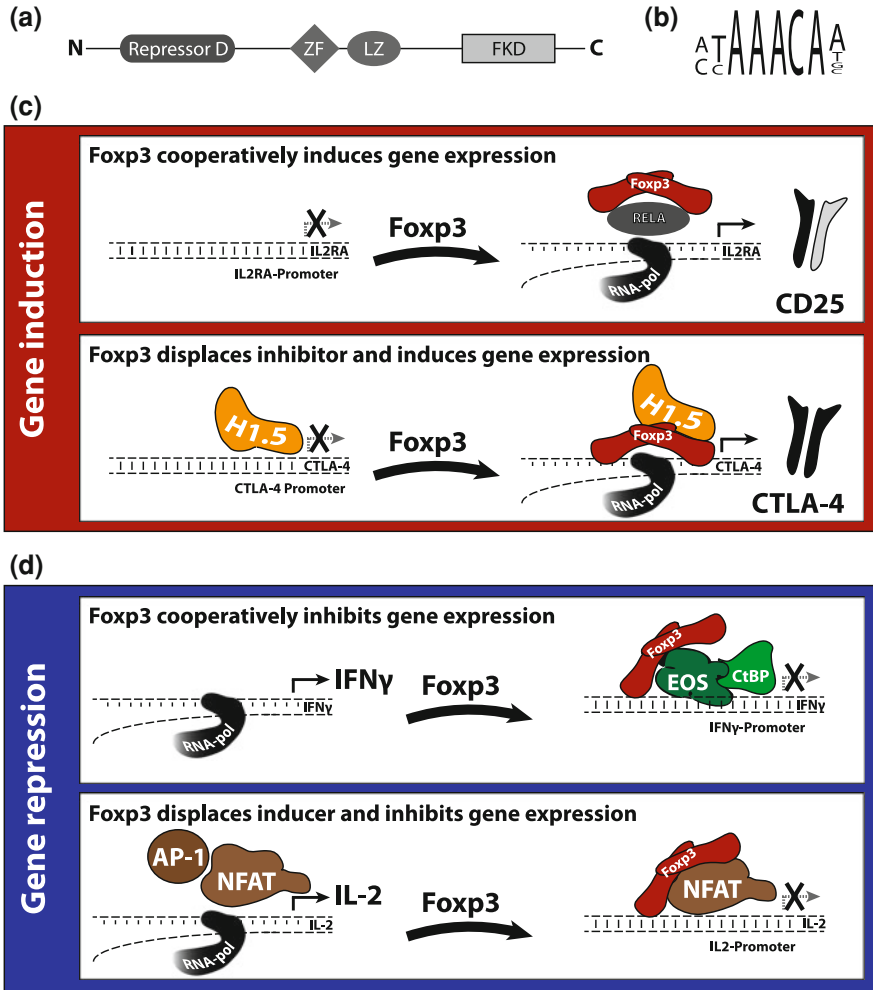 (a)
N Repressor D ZF LZ FKD C
(b)
A T AAACA A
C C T
G
C
(c)
Gene induction
Foxp3 cooperatively induces gene expression
IL2RA
IL2RA-Promoter
Foxp3
Foxp3
RELA
IL2RA
RNA-pol
CD25
Foxp3 displaces inhibitor and induces gene expression
H1.5
CTLA-4
CTLA-4 Promoter
Foxp3
H1.5
Foxp3
CTLA-4
RNA-pol
CTLA-4
(d)
Gene repression
Foxp3 cooperatively inhibits gene expression
IFNγ
IFNγ
RNA-pol
Foxp3
Foxp3
EOS
CtBP
IFNγ
IFNγ-Promoter
Foxp3 displaces inducer and inhibits gene expression
AP-1
NFAT
IL-2
IL-2
RNA-pol
Foxp3
Foxp3
NFAT
IL-2
IL2-Promoter